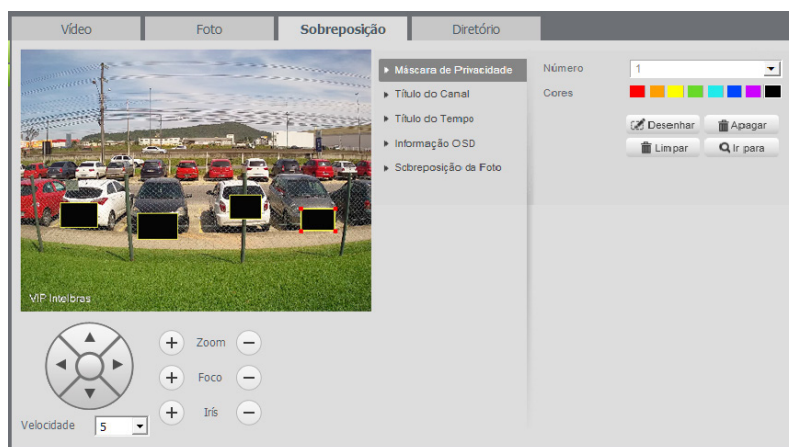 Vídeo Foto Sobreposição Diretório
Máscara de Privacidade
Título do Canal
Título do Tempo
Informação OSD
Sobreposição da Foto
Número 1
Cores
Desenhar Apagar
Limpar Ir para
VIP Intelbras
Zoom
Foco
Irís
Velocidade 5